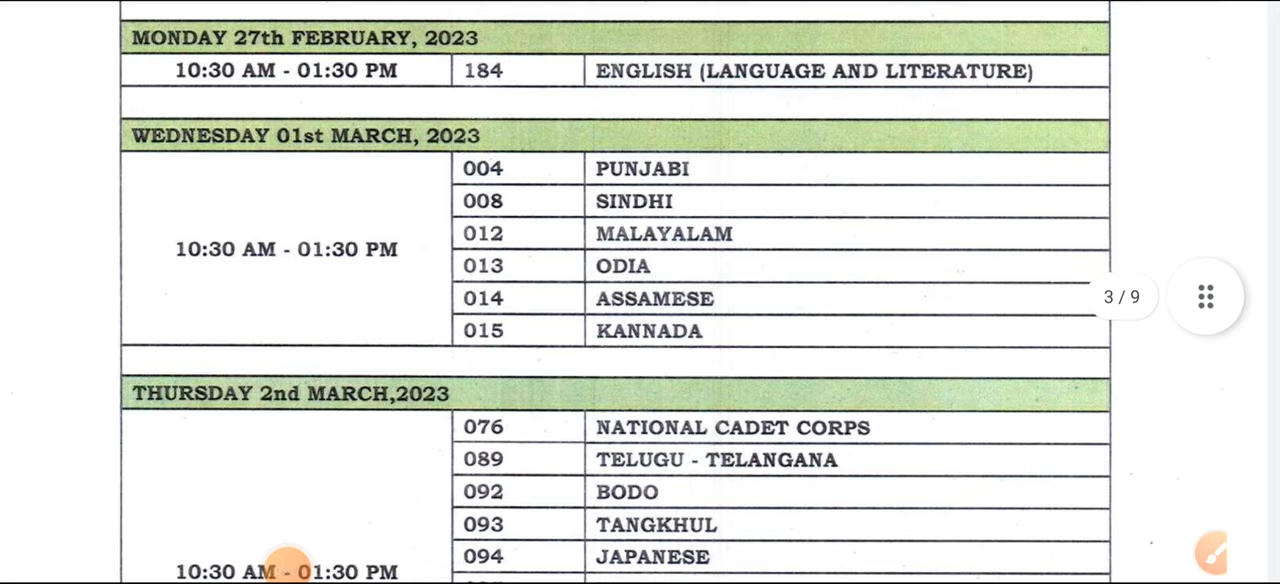 MONDAY 27th FEBRUARY, 2023
10:30 AM - 01:30 PM 184 ENGLISH (LANGUAGE AND LITERATURE)
WEDNESDAY 01st MARCH, 2023
004 PUNJABI
008 SINDHI
10:30 AM - 01:30 PM
012 MALAYALAM
013 ODIA
014 ASSAMESE
3 / 9
015 KANNADA
THURSDAY 2nd MARCH,2023
076 NATIONAL CADET CORPS
089 TELUGU - TELANGANA
092 BODO
093 TANGKHUL
094 JAPANESE
10:30 AM - 01:30 PM